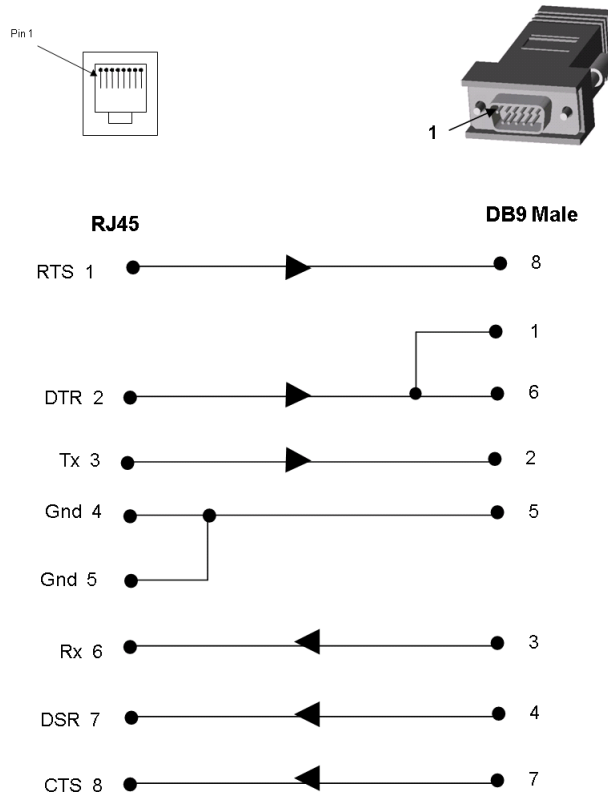 Pin 1
1
RJ45 DB9 Male
RTS 1 8
1
DTR 2 6
Tx 3 2
Gnd 4 5
Gnd 5
Rx 6 3
DSR 7 4
CTS 8 7